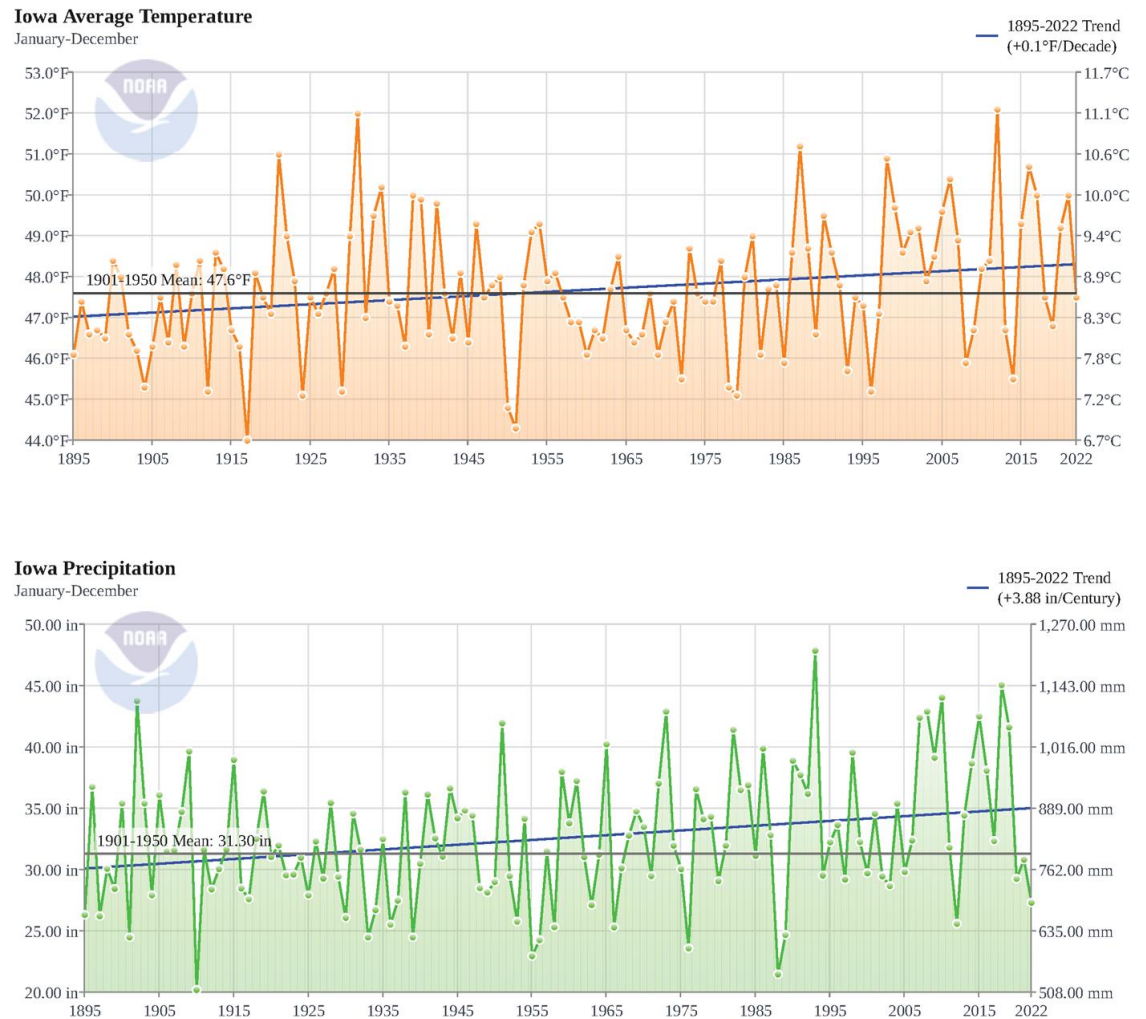 Iowa Average Temperature
January-December
1895-2022 Trend
(+0.1°F/Decade)
NOAA
53.0°F
52.0°F
51.0°F
50.0°F
49.0°F
48.0°F
47.0°F
46.0°F
45.0°F
44.0°F
1901-1950 Mean: 47.6°F
11.7°C
11.1°C
10.6°C
10.0°C
9.4°C
8.9°C
8.3°C
7.8°C
7.2°C
6.7°C
1895 1905 1915 1925 1935 1945 1955 1965 1975 1985 1995 2005 2015 2022
Iowa Precipitation
January-December
1895-2022 Trend
(+3.88 in/Century)
NOAA
50.00 in
45.00 in
40.00 in
35.00 in
30.00 in
25.00 in
20.00 in
1901-1950 Mean: 31.30 in
1,270.00 mm
1,143.00 mm
1,016.00 mm
889.00 mm
762.00 mm
635.00 mm
508.00 mm
1895 1905 1915 1925 1935 1945 1955 1965 1975 1985 1995 2005 2015 2022